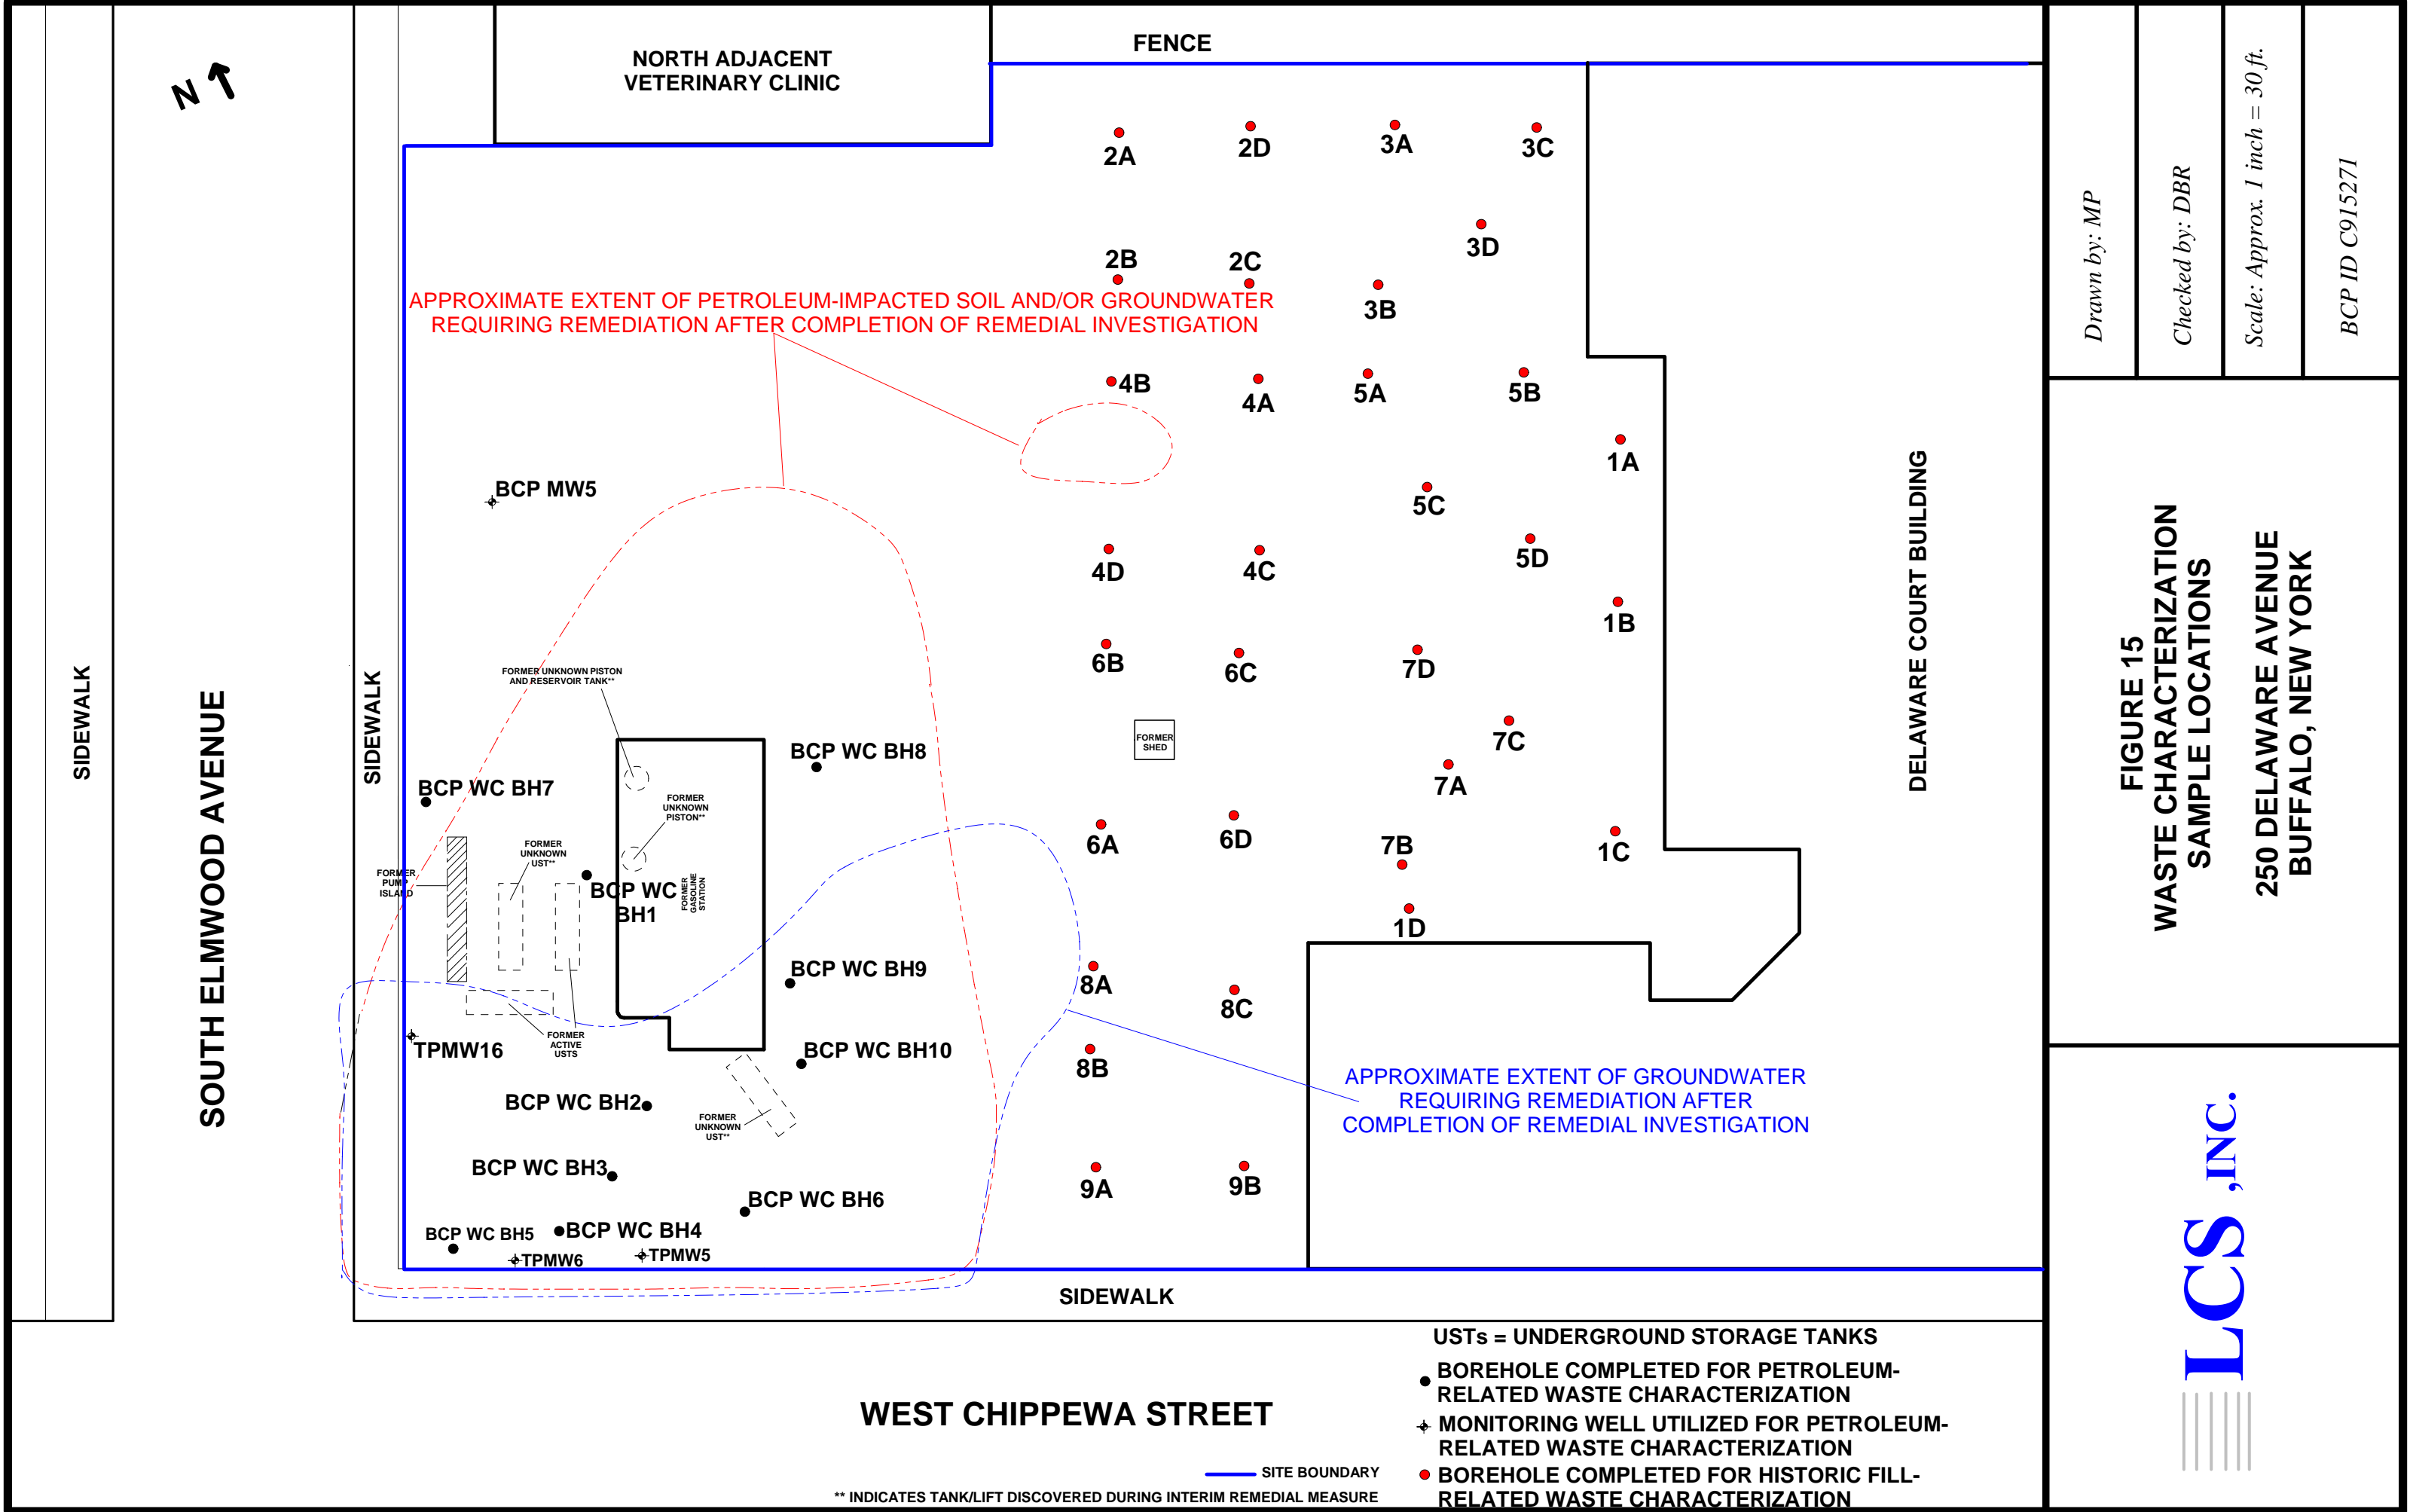 N
NORTH ADJACENT
VETERINARY CLINIC
FENCE
2A
2D
3A
3C
3D
2B
2C
3B
APPROXIMATE EXTENT OF PETROLEUM-IMPACTED SOIL AND/OR GROUNDWATER
REQUIRING REMEDIATION AFTER COMPLETION OF REMEDIAL INVESTIGATION
4B
4A
5A
5B
1A
BCP MW5
5C
4D
4C
5D
1B
6B
6C
7D
FORMER UNKNOWN PISTON
AND RESERVOIR TANK**
SIDEWALK
SOUTH ELMWOOD AVENUE
SIDEWALK
FORMER
SHED
7C
BCP WC BH8
7A
BCP WC BH7
FORMER
UNKNOWN
PISTON**
6A
6D
7B
1C
FORMER
UNKNOWN
UST**
FORMER
PUMP
ISLAND
BCP WC
BH1
FORMER
GASOLINE
STATION
1D
DELAWARE COURT BUILDING
BCP WC BH9
8A
8C
TPMW16
FORMER
ACTIVE
USTS
BCP WC BH10
8B
BCP WC BH2
FORMER
UNKNOWN
UST**
APPROXIMATE EXTENT OF GROUNDWATER
REQUIRING REMEDIATION AFTER
COMPLETION OF REMEDIAL INVESTIGATION
BCP WC BH3
9A
9B
BCP WC BH6
BCP WC BH5
BCP WC BH4
TPMW6
TPMW5
SIDEWALK
WEST CHIPPEWA STREET
USTs = UNDERGROUND STORAGE TANKS
BOREHOLE COMPLETED FOR PETROLEUM-
RELATED WASTE CHARACTERIZATION
MONITORING WELL UTILIZED FOR PETROLEUM-
RELATED WASTE CHARACTERIZATION
BOREHOLE COMPLETED FOR HISTORIC FILL-
RELATED WASTE CHARACTERIZATION
SITE BOUNDARY
** INDICATES TANK/LIFT DISCOVERED DURING INTERIM REMEDIAL MEASURE
Drawn by: MP
Checked by: DBR
Scale: Approx. 1 inch = 30 ft.
BCP ID C915271
FIGURE 15
WASTE CHARACTERIZATION
SAMPLE LOCATIONS
250 DELAWARE AVENUE
BUFFALO, NEW YORK
LCS ,INC.